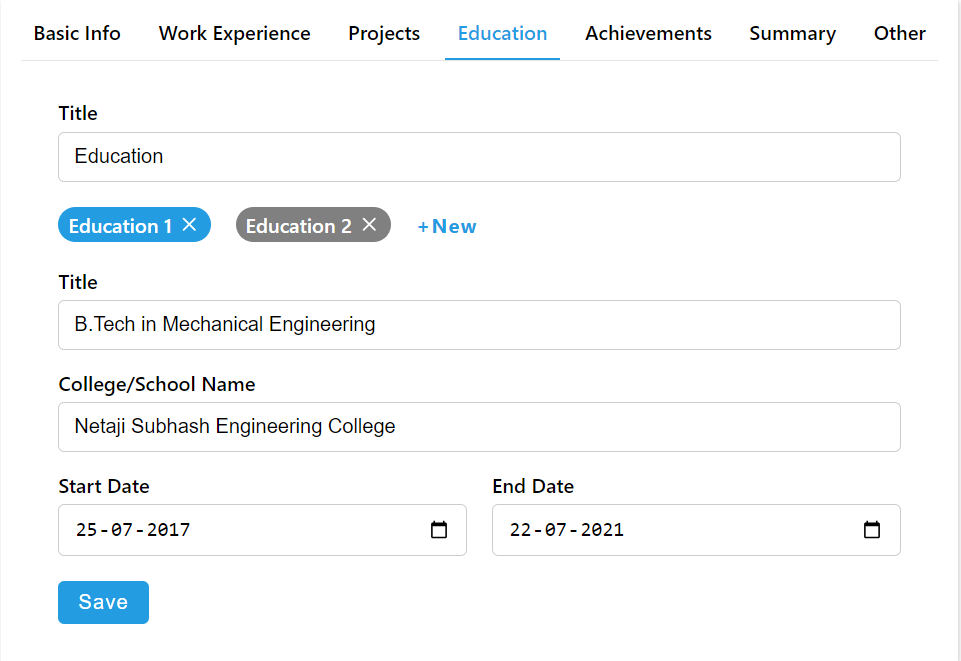 Basic Info Work Experience Projects Education Achievements Summary Other
Title
Education
Education 1 × Education 2 × +New
Title
B.Tech in Mechanical Engineering
College/School Name
Netaji Subhash Engineering College
Start Date End Date
25-07-2017 22-07-2021
Save